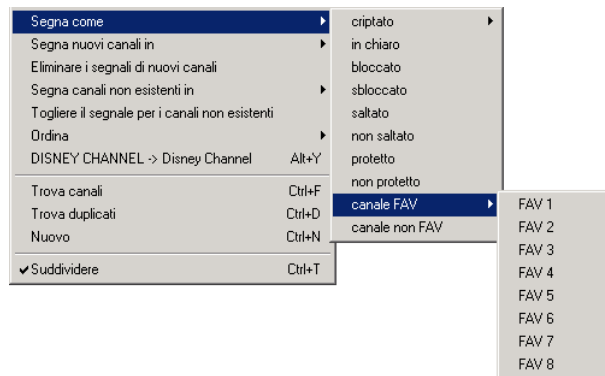 Segna come
Segna nuovi canali in
Eliminare i segnali di nuovi canali
Segna canali non esistenti in
Togliere il segnale per i canali non esistenti
Ordina
DISNEY CHANNEL -> Disney Channel Alt+Y
Trova canali Ctrl+F
Trova duplicati Ctrl+D
Nuovo Ctrl+N
Suddividere Ctrl+T
criptato
in chiaro
bloccato
sbloccato
saltato
non saltato
protetto
non protetto
canale FAV
canale non FAV
FAV 1
FAV 2
FAV 3
FAV 4
FAV 5
FAV 6
FAV 7
FAV 8